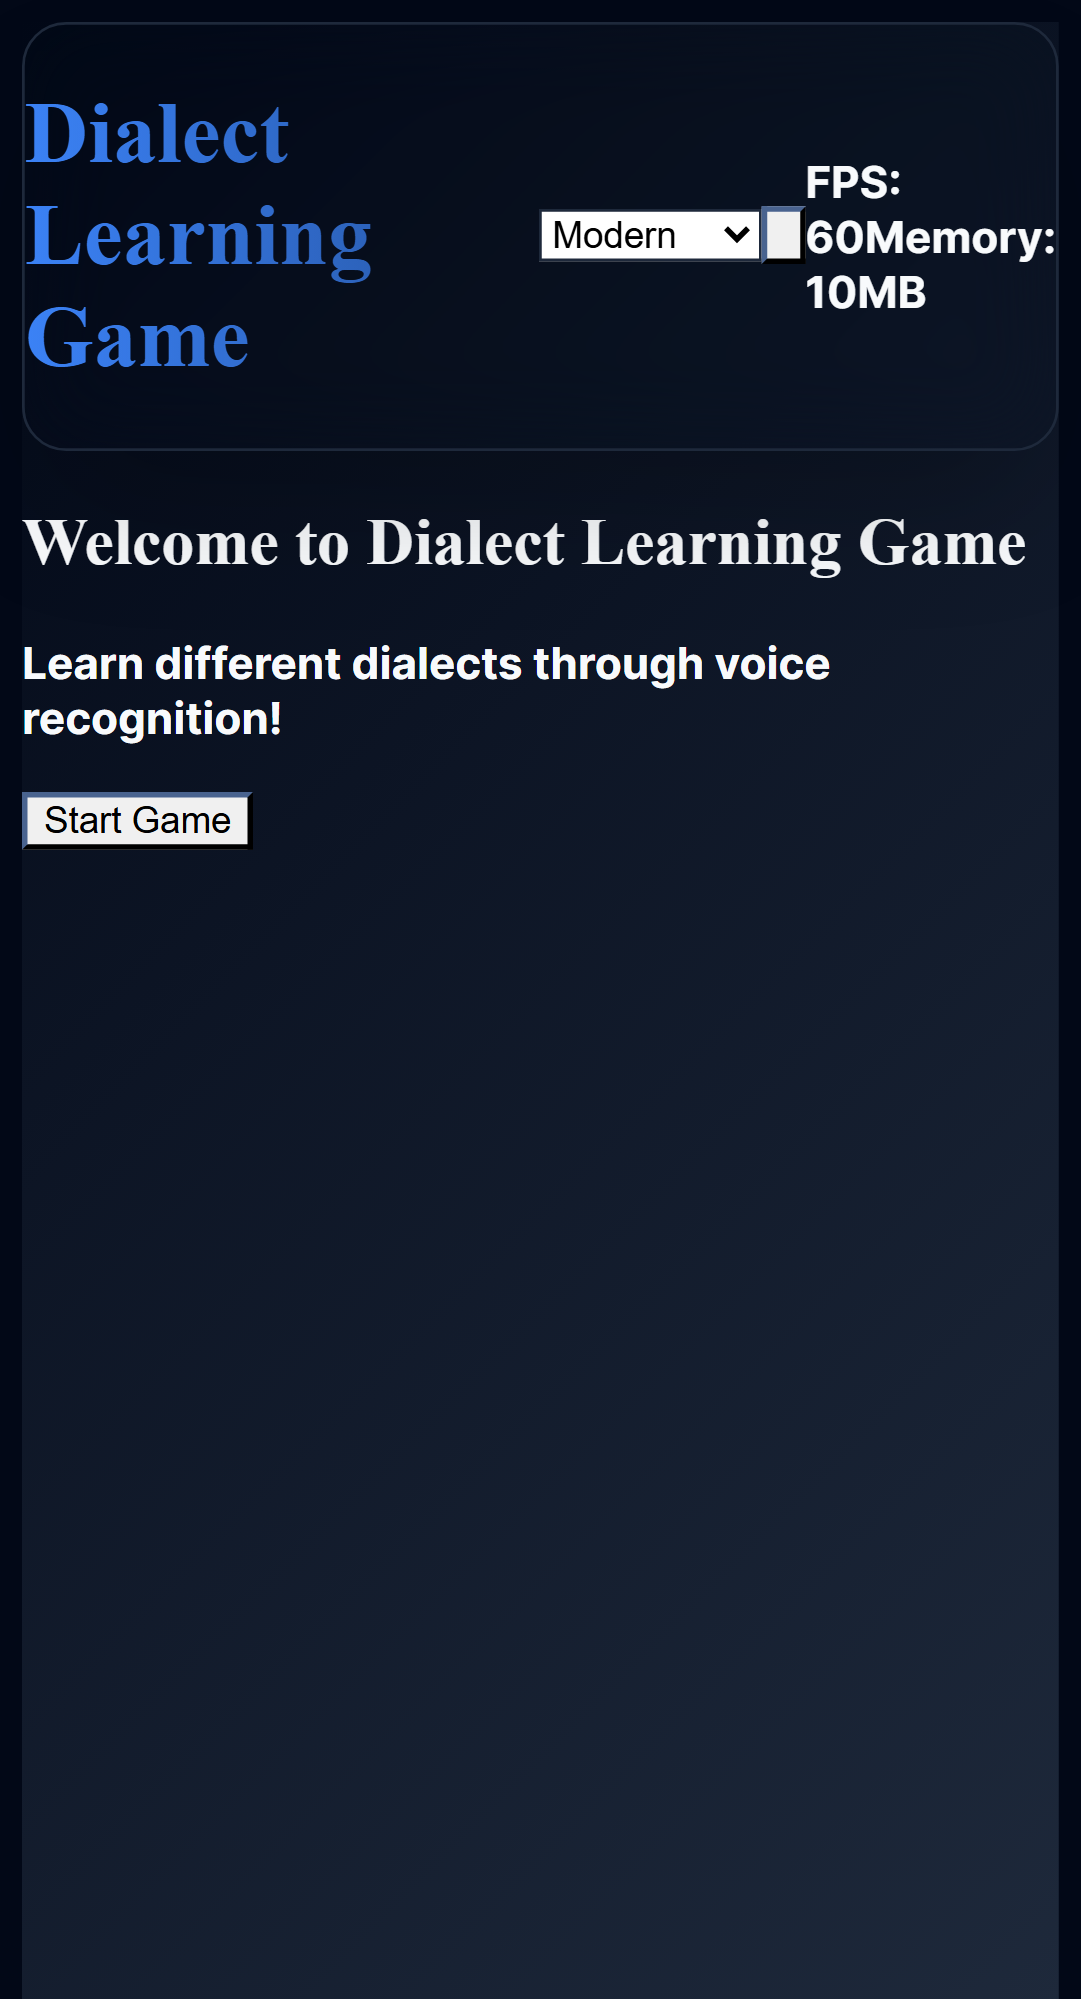 Dialect
Learning
Game
Modern
FPS:
60Memory:
10MB
Welcome to Dialect Learning Game
Learn different dialects through voice
recognition!
Start Game